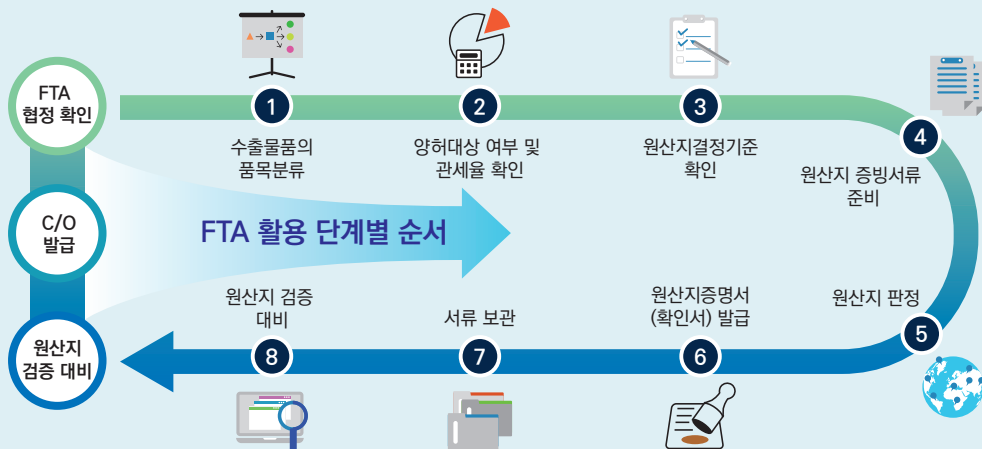 FTA
협정 확인
C/O
발급
원산지
검증 대비
FTA 활용 단계별 순서
1
수출물품의
품목분류
2
양허대상 여부 및
관세율 확인
3
원산지결정기준
확인
4
원산지 증빙서류
준비
5
원산지 판정
6
원산지증명서
(확인서) 발급
7
서류 보관
8
원산지 검증
대비